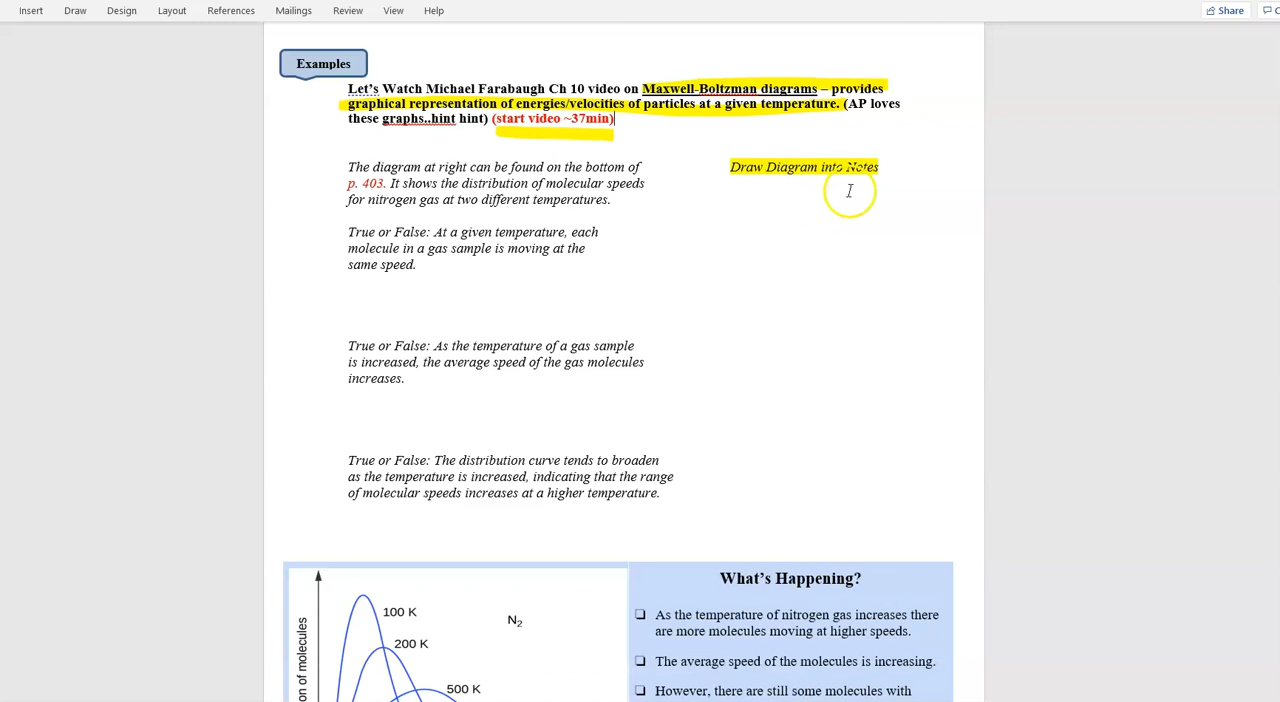 Insert Draw Design Layout References Mailings Review View Help Share
Examples
Let's Watch Michael Farabaugh Ch 10 video on Maxwell-Boltzman diagrams – provides
graphical representation of energies/velocities of particles at a given temperature. (AP loves
these graphs..hint hint) (start video ~37min)
The diagram at right can be found on the bottom of
p. 403. It shows the distribution of molecular speeds
for nitrogen gas at two different temperatures.
Draw Diagram into Notes
True or False: At a given temperature, each
molecule in a gas sample is moving at the
same speed.
True or False: As the temperature of a gas sample
is increased, the average speed of the gas molecules
increases.
True or False: The distribution curve tends to broaden
as the temperature is increased, indicating that the range
of molecular speeds increases at a higher temperature.
on of molecules
100 K
N2
200 K
500 K
What's Happening?
❑ As the temperature of nitrogen gas increases there
are more molecules moving at higher speeds.
❑ The average speed of the molecules is increasing.
❑ However, there are still some molecules with